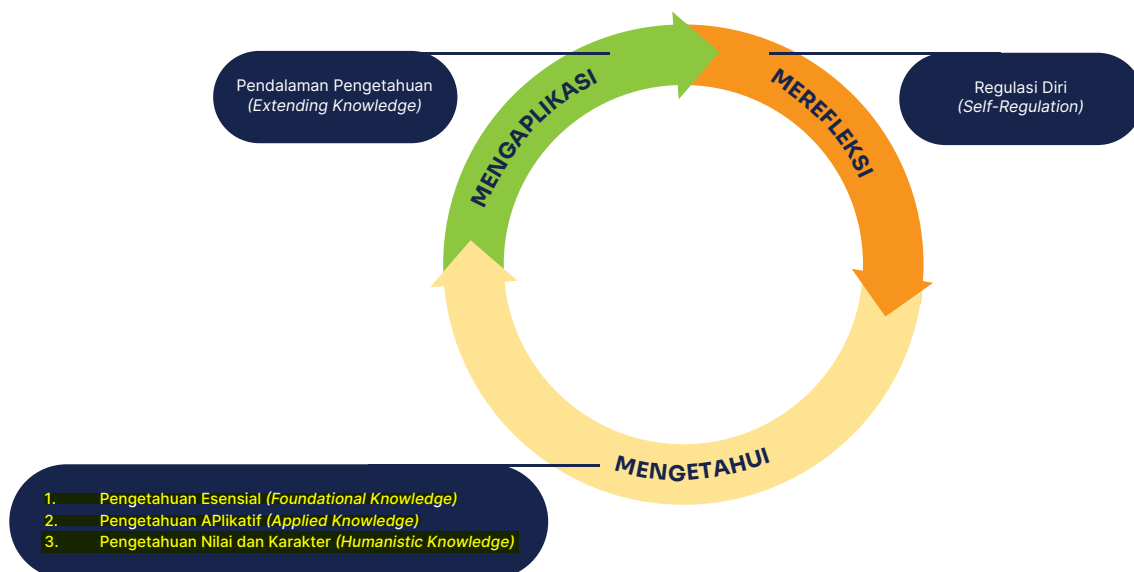 Pendalaman Pengetahuan
(Extending Knowledge)
Regulasi Diri
(Self-Regulation)
MENGAPLIKASI
MEREFLEKSI
MENGETAHUI
1. Pengetahuan Esensial (Foundational Knowledge)
2. Pengetahuan APlikatif (Applied Knowledge)
3. Pengetahuan Nilai dan Karakter (Humanistic Knowledge)